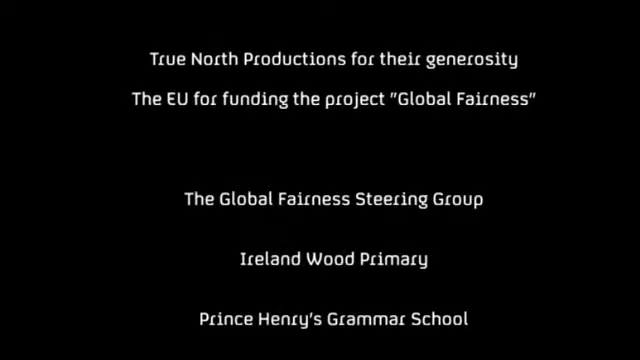 True North Productions for their generosity
The EU for funding the project "Global Fairness"
The Global Fairness Steering Group
Ireland Wood Primary
Prince Henry's Grammar School